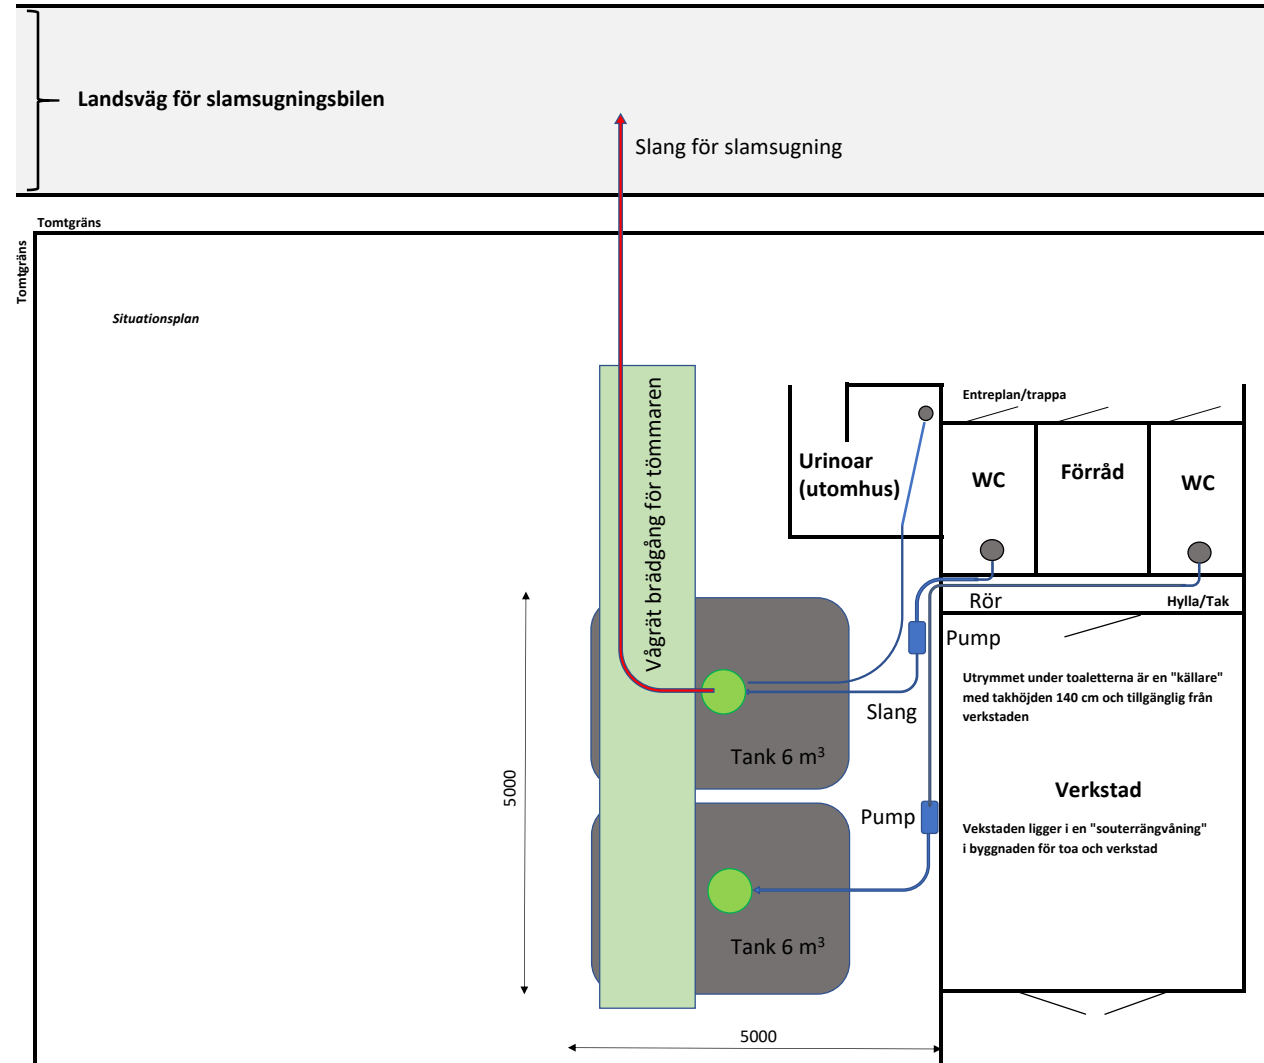 Landsväg för slamsugningsbilen
Slang för slamsugning
Tomtgräns
Tomtgräns
Situationsplan
Vågrät brädgång för tömmaren
Entreplan/trappa
Urinoar
(utomhus)
WC
Förråd
WC
Rör
Hylla/Tak
Pump
Utrymmet under toaletterna är en "källare"
med takhöjden 140 cm och tillgänglig från
verkstaden
Slang
Tank 6 m³
5000
Verkstad
Pump
Vekstaden ligger i en "souterrängvåning"
i byggnaden för toa och verkstad
Tank 6 m³
5000